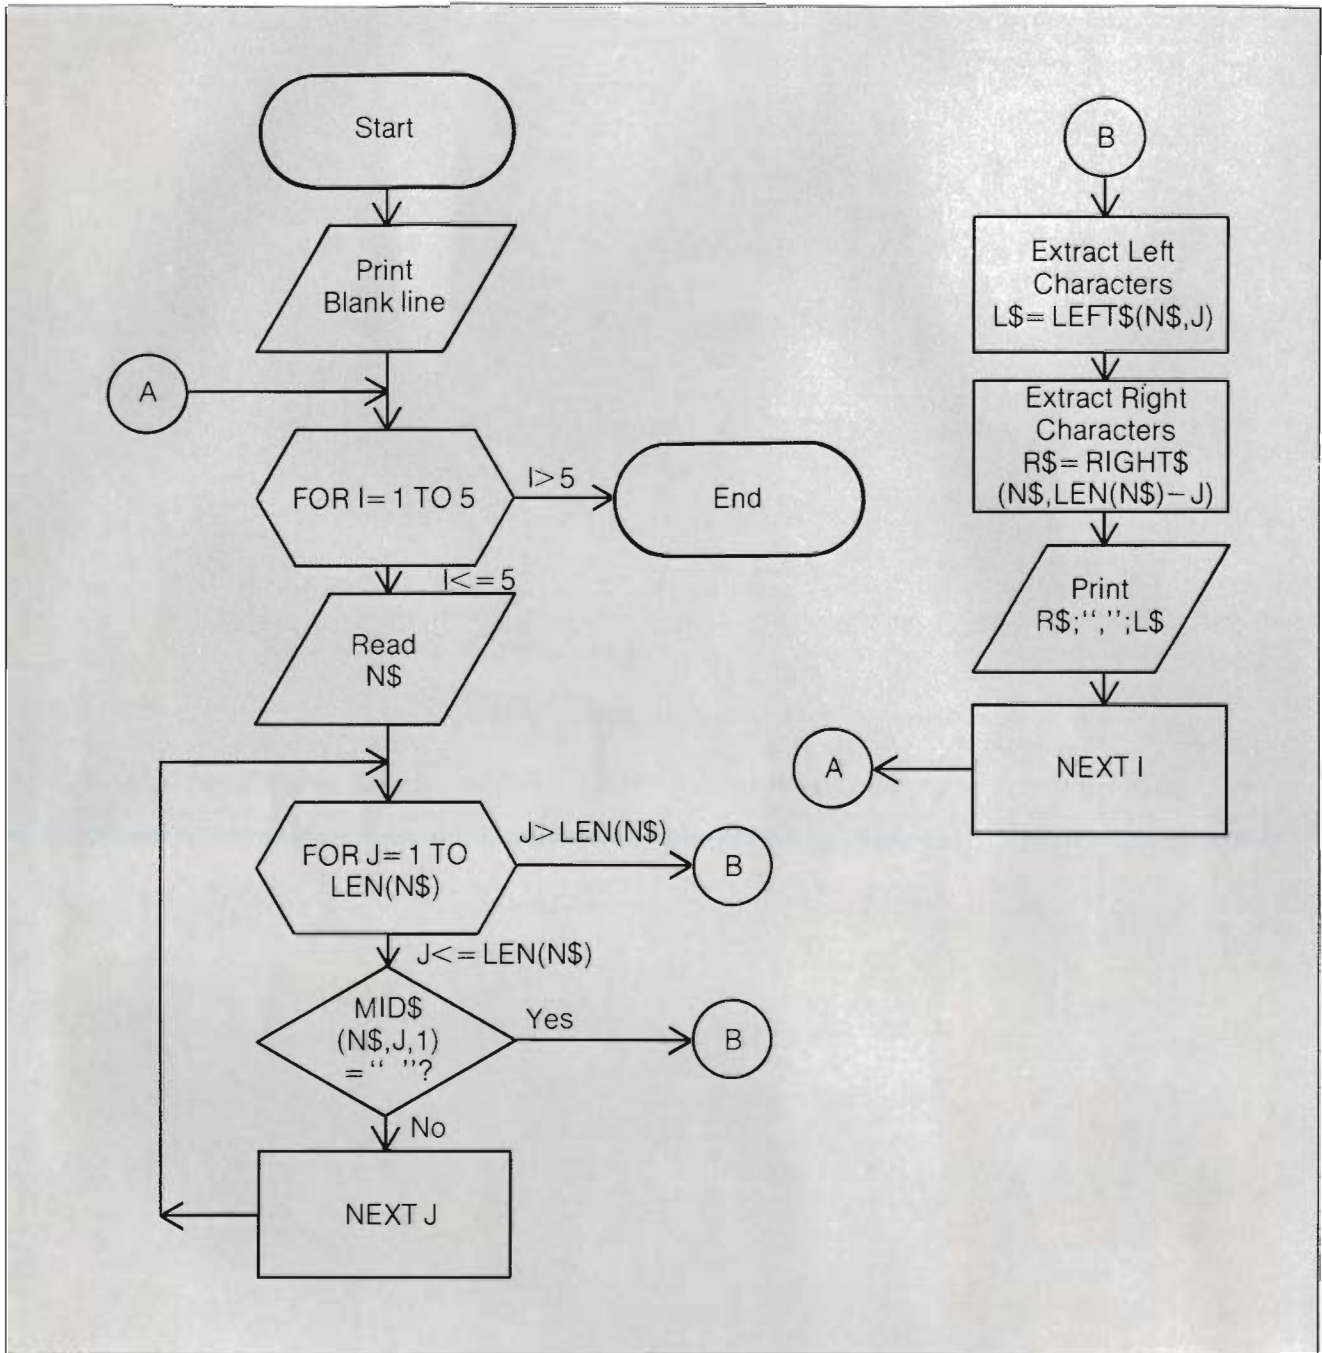 Start
Print
Blank line
A
FOR I= 1 TO 5
I>5
End
I<=5
Read
N$
FOR J= 1 TO
LEN(N$)
J>LEN(N$)
B
J<=LEN(N$)
MID$
(N$,J,1)
=“ ”?
Yes
B
No
NEXT J
B
Extract Left
Characters
L$= LEFT$(N$,J)
Extract Right
Characters
R$= RIGHT$
(N$,LEN(N$)–J)
Print
R$;“,”;L$
NEXT I
A